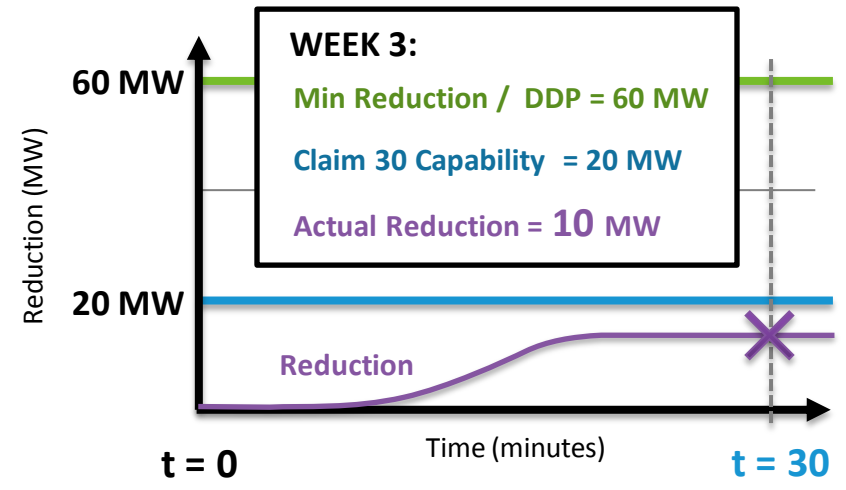 WEEK 3:
Min Reduction / DDP = 60 MW
Claim 30 Capability = 20 MW
Actual Reduction = 10 MW
60 MW
20 MW
Reduction (MW)
Reduction
Time (minutes)
t = 0
t = 30